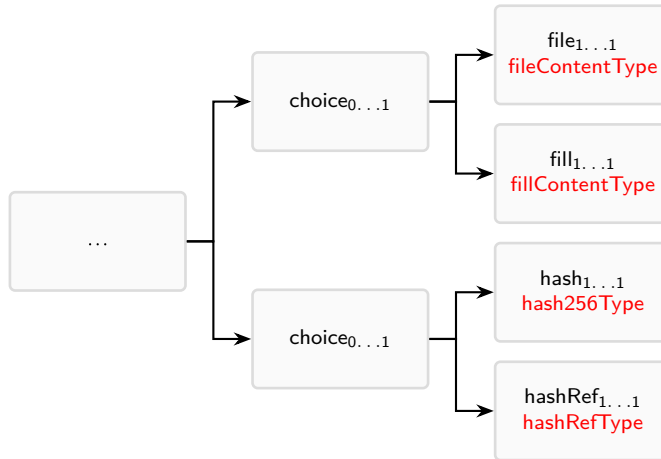 ...
choice0...1
file1...1
fileContentType
fill1...1
fillContentType
choice0...1
hash1...1
hash256Type
hashRef1...1
hashRefType